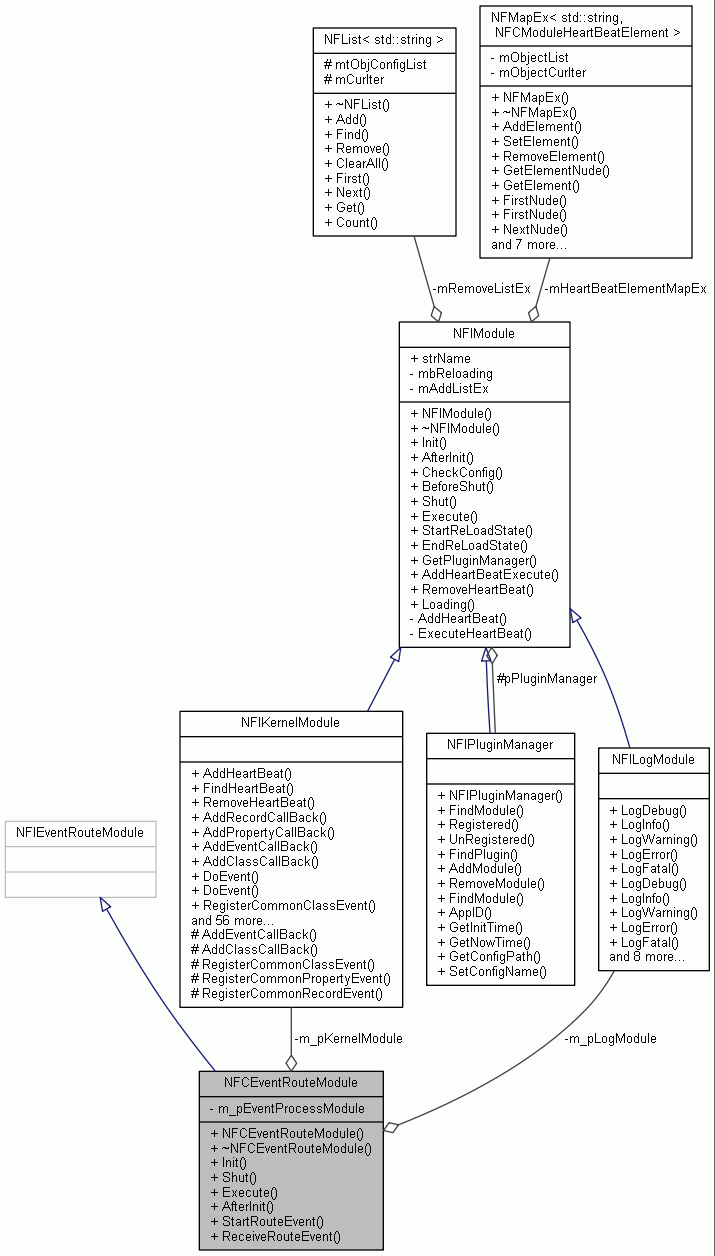 NFList< std::string >
# mtObjConfigList
# mCurIter
+ ~NFList()
+ Add()
+ Find()
+ Remove()
+ ClearAll()
+ First()
+ Next()
+ Get()
+ Count()
NFMapEx< std::string,
NFCModuleHeartBeatElement >
- mObjectList
- mObjectCurIter
+ NFMapEx()
+ ~NFMapEx()
+ AddElement()
+ SetElement()
+ RemoveElement()
+ GetElementNude()
+ GetElement()
+ FirstNude()
+ FirstNude()
+ NextNude()
and 7 more...
-mRemoveListEx
-mHeartBeatElementMapEx
NFIModule
+ strName
- mbReloading
- mAddListEx
+ NFIModule()
+ ~NFIModule()
+ Init()
+ AfterInit()
+ CheckConfig()
+ BeforeShut()
+ Shut()
+ Execute()
+ StartReLoadState()
+ EndReLoadState()
+ GetPluginManager()
+ AddHeartBeatExecute()
+ RemoveHeartBeat()
+ Loading()
- AddHeartBeat()
- ExecuteHeartBeat()
#pPluginManager
NFIKernelModule
+ AddHeartBeat()
+ FindHeartBeat()
+ RemoveHeartBeat()
+ AddRecordCallBack()
+ AddPropertyCallBack()
+ AddEventCallBack()
+ AddClassCallBack()
+ DoEvent()
+ DoEvent()
+ RegisterCommonClassEvent()
and 56 more...
# AddEventCallBack()
# AddClassCallBack()
# RegisterCommonClassEvent()
# RegisterCommonPropertyEvent()
# RegisterCommonRecordEvent()
NFIPluginManager
+ NFIPluginManager()
+ FindModule()
+ Registered()
+ UnRegistered()
+ FindPlugin()
+ AddModule()
+ RemoveModule()
+ FindModule()
+ AppID()
+ GetInitTime()
+ GetNowTime()
+ GetConfigPath()
+ SetConfigName()
NFILogModule
+ LogDebug()
+ LogInfo()
+ LogWarning()
+ LogError()
+ LogFatal()
+ LogDebug()
+ LogInfo()
+ LogWarning()
+ LogError()
+ LogFatal()
and 8 more...
NFIEventRouteModule
-m_pKernelModule
-m_pLogModule
NFCEventRouteModule
- m_pEventProcessModule
+ NFCEventRouteModule()
+ ~NFCEventRouteModule()
+ Init()
+ Shut()
+ Execute()
+ AfterInit()
+ StartRouteEvent()
+ ReceiveRouteEvent()